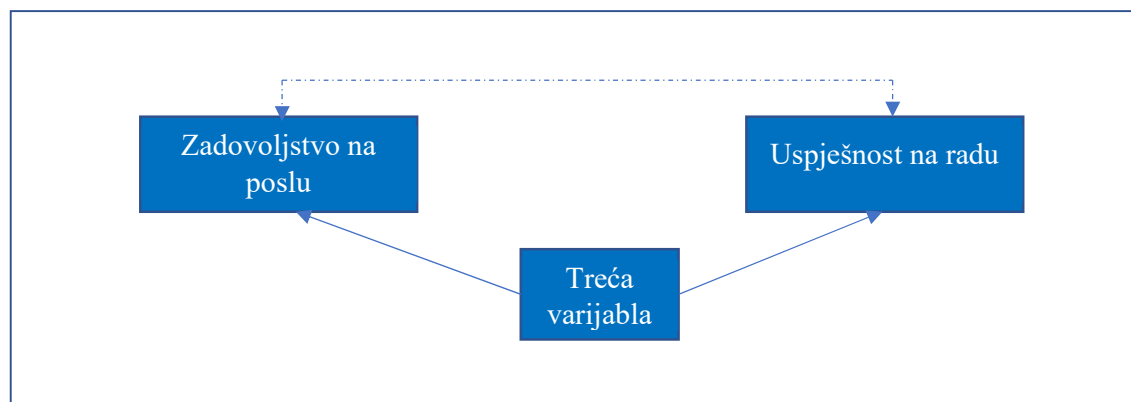 Zadovoljstvo na
poslu
Uspješnost na radu
Treća
varijabla